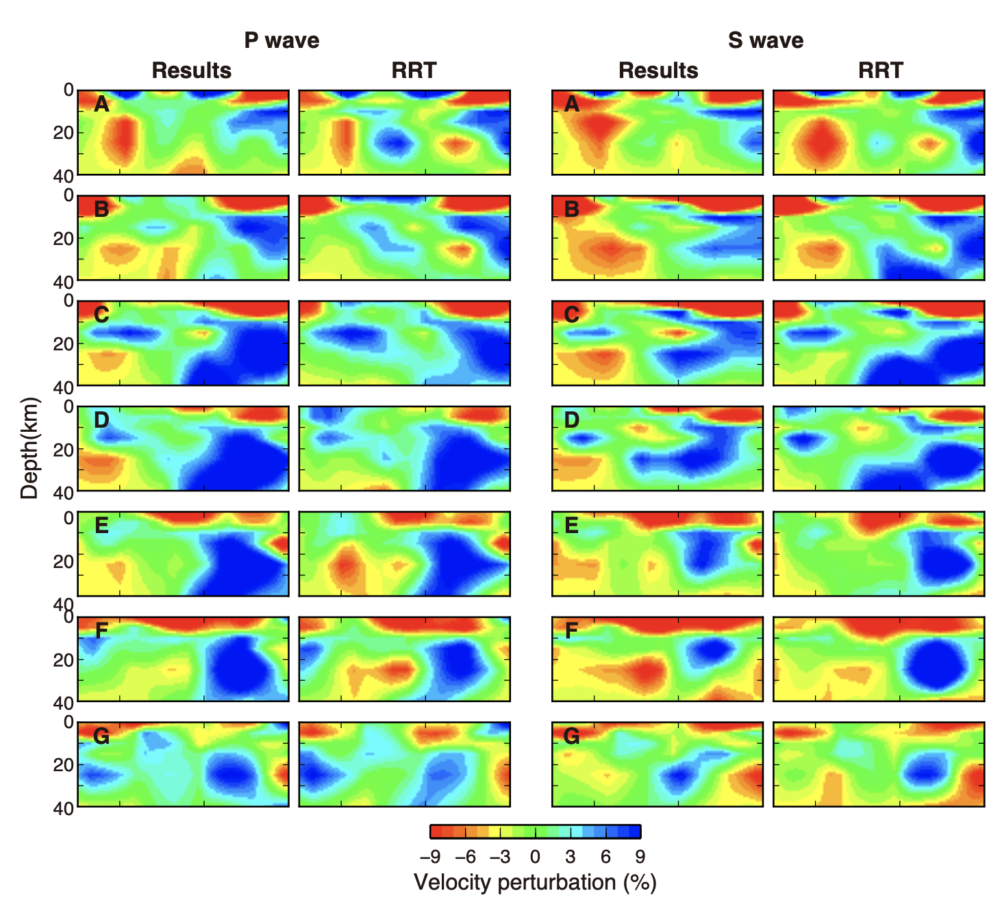 P wave S wave
Results RRT Results RRT
0
A A
20
40
0
B B
20
40
0
C C
20
40
0
D D
20
40
Depth(km)
0
E E
20
40
0
F F
20
40
0
G G
20
40
−9 −6 −3 0 3 6 9
Velocity perturbation (%)